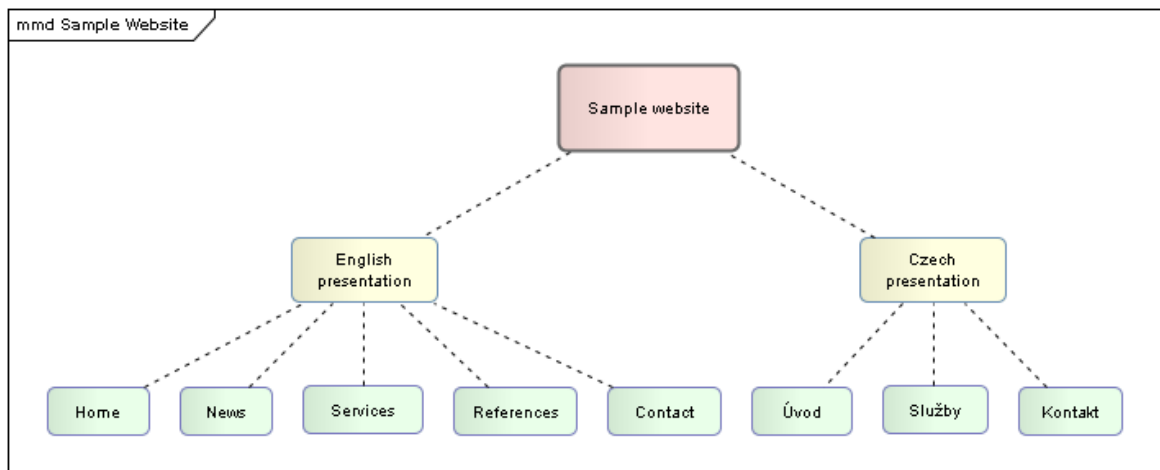 mmd Sample Website
Sample website
English
presentation
Czech
presentation
Home
News
Services
References
Contact
Úvod
Služby
Kontakt